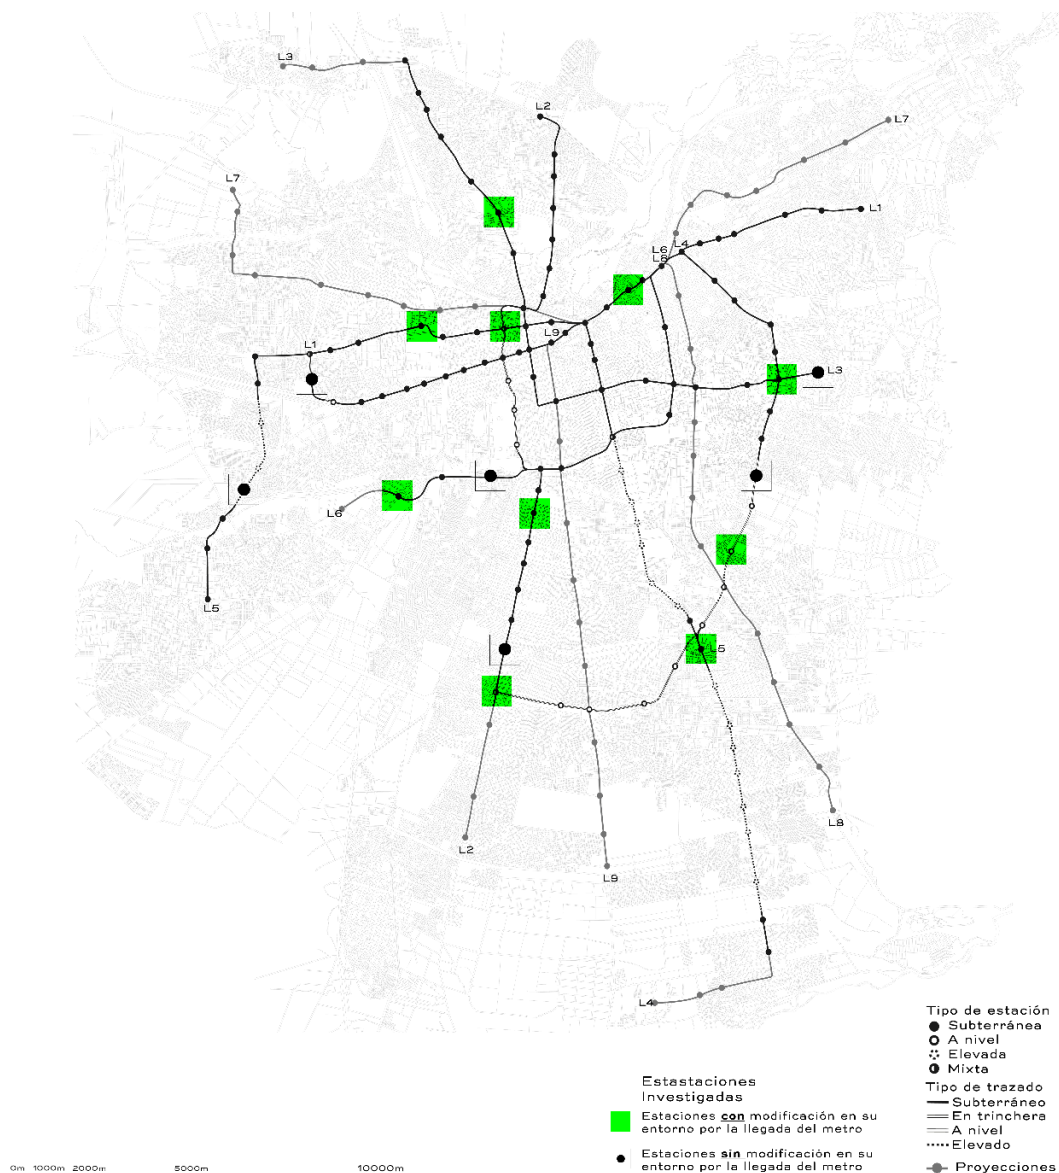 L3
L2
L7
L7
L1
L6
L4
L8
L9
L1
L3
L6
L5
L5
L2
L9
L8
L4
Tipo de estación
Subterránea
A nivel
Elevada
Mixta
Tipo de trazado
Subterráneo
En trinchera
A nivel
Elevado
Proyecciones
Estastaciones
Investigadas
Estaciones con modificación en su
entorno por la llegada del metro
Estaciones sin modificación en su
entorno por la llegada del metro
0m 1000m 2000m 5000m 10000m